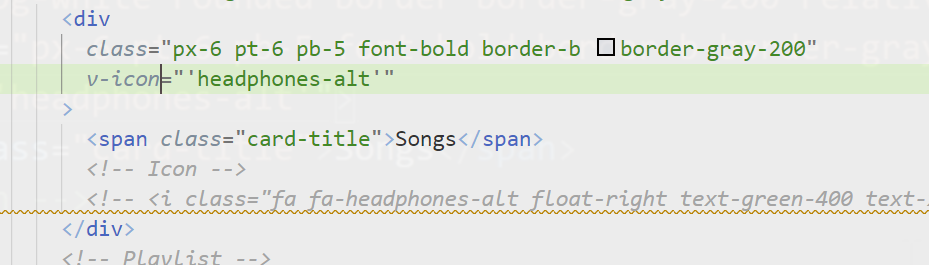 <div
class="px-6 pt-6 pb-5 font-bold border-b border-gray-200"
v-icon="'headphones-alt'"
>
<span class="card-title">Songs</span>
<!-- Icon -->
<!-- <i class="fa fa-headphones-alt float-right text-green-400 text-
</div>
<!-- Playlist -->